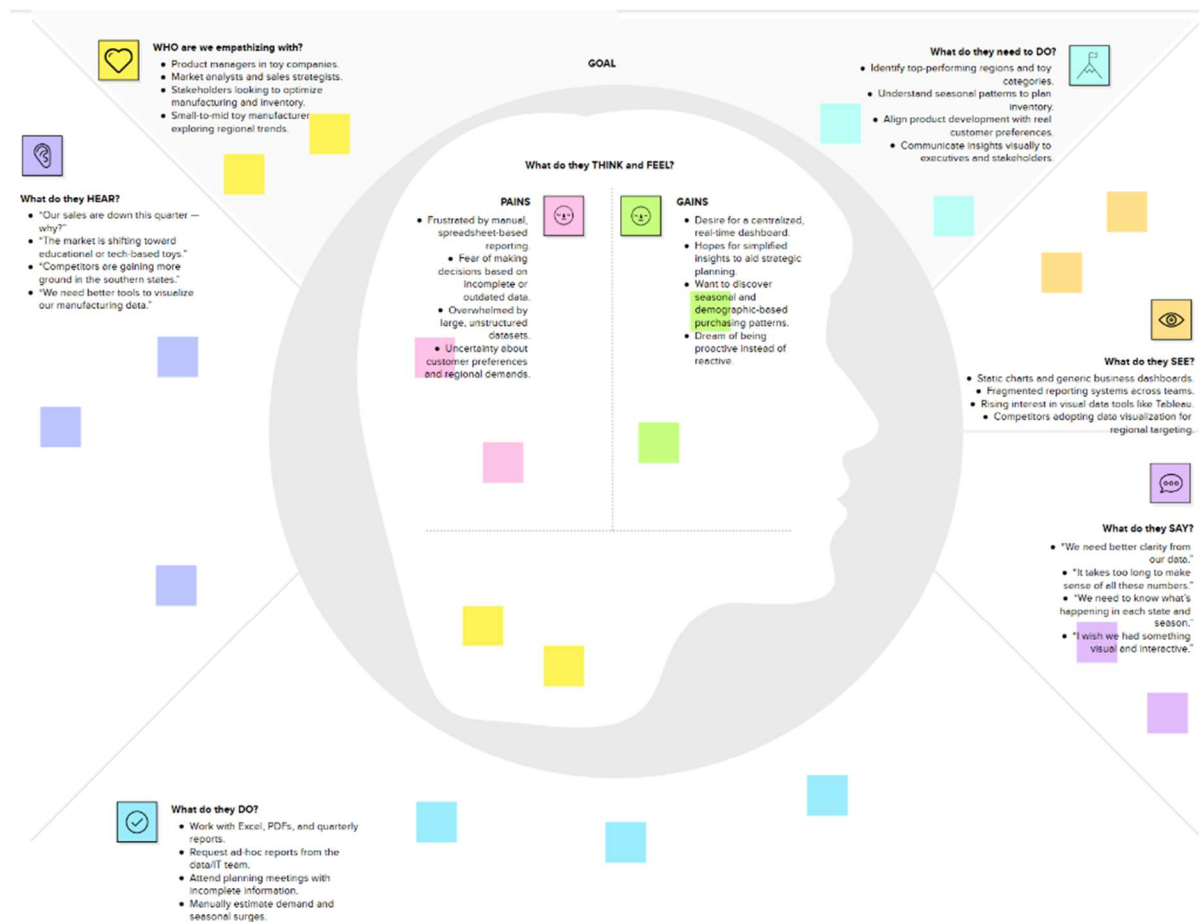 WHO are we empathizing with?
• Product managers in toy companies.
• Market analysts and sales strategists.
• Stakeholders looking to optimize
manufacturing and inventory.
• Small-to-mid toy manufacturer
exploring regional trends.
GOAL
What do they need to DO?
• Identify top-performing regions and toy
categories.
• Understand seasonal patterns to plan
inventory.
• Align product development with real
customer preferences.
• Communicate insights visually to
executives and stakeholders.
What do they HEAR?
• "Our sales are down this quarter —
why?"
• "The market is shifting toward
educational or tech-based toys."
• "Competitors are gaining more
ground in the southern states."
• "We need better tools to visualize
our manufacturing data."
What do they THINK and FEEL?
PAINS
• Frustrated by manual,
spreadsheet-based
reporting.
• Fear of making
decisions based on
incomplete or
outdated data.
• Overwhelmed by
large, unstructured
datasets.
• Uncertainty about
customer preferences
and regional demands.
GAINS
• Desire for a centralized,
real-time dashboard.
• Hopes for simplified
insights to aid strategic
planning.
• Want to discover
seasonal and
demographic-based
purchasing patterns.
• Dream of being
proactive instead of
reactive.
What do they SEE?
• Static charts and generic business dashboards.
• Fragmented reporting systems across teams.
• Rising interest in visual data tools like Tableau.
• Competitors adopting data visualization for
regional targeting.
What do they SAY?
• "We need better clarity from
our data."
• "It takes too long to make
sense of all these numbers."
• "We need to know what's
happening in each state and
season."
• "I wish we had something
visual and interactive."
What do they DO?
• Work with Excel, PDFs, and quarterly
reports.
• Request ad-hoc reports from the
data/IT team.
• Attend planning meetings with
incomplete information.
• Manually estimate demand and
seasonal surges.